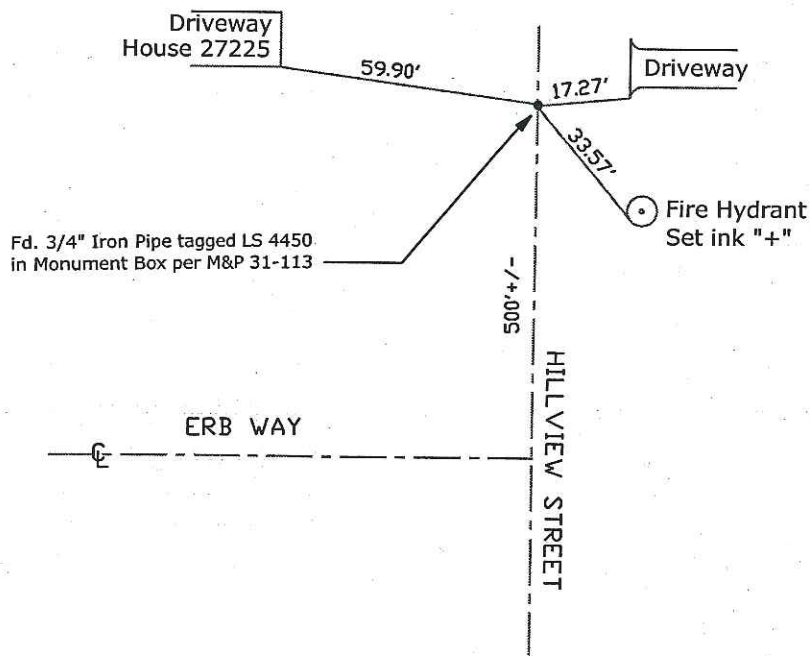 Driveway
House 27225
59.90'
17.27'
Driveway
33.57'
Fire Hydrant
Set ink "+"
Fd. 3/4" Iron Pipe tagged LS 4450
in Monument Box per M&P 31-113
500'+/-
HILLVIEW STREET
ERB WAY
℄